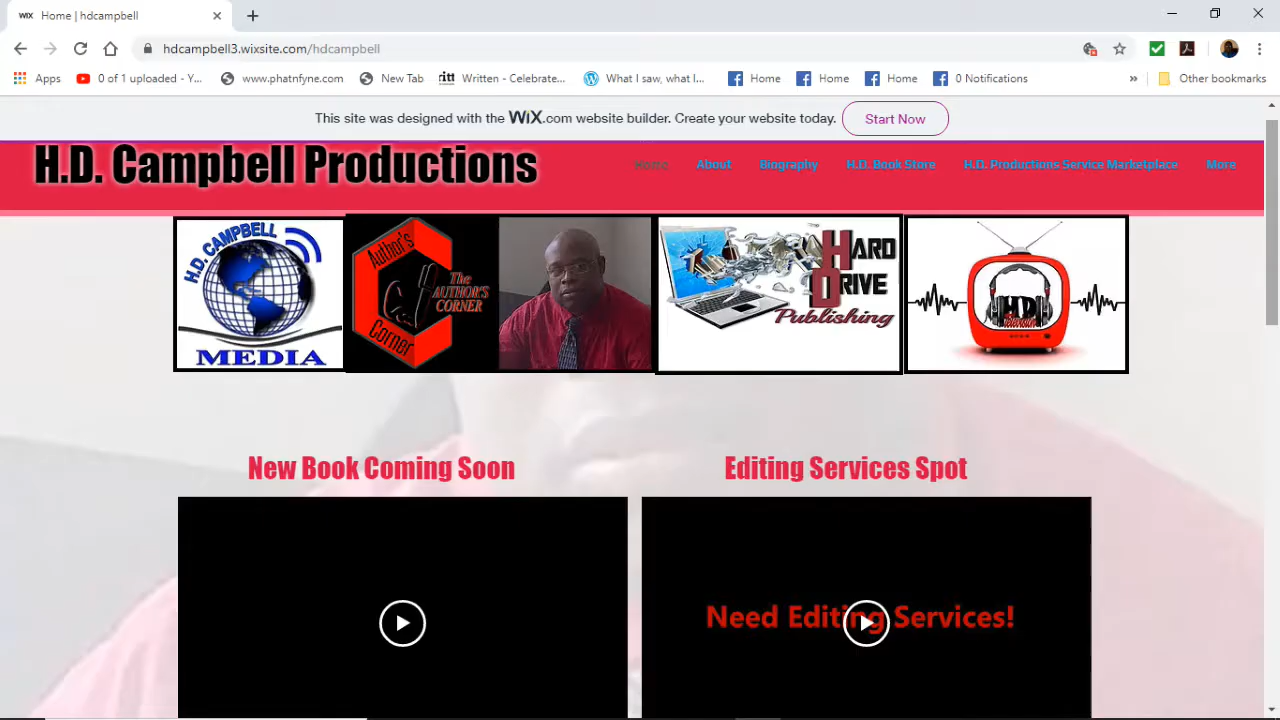 WiX Home | hdcampbell
hdcampbell3.wixsite.com/hdcampbell
Apps 0 of 1 uploaded - Y... www.phatnfyne.com New Tab ritt Written - Celebrate... What I saw, what I... Home Home Home 0 Notifications » Other bookmarks
This site was designed with the WiX.com website builder. Create your website today. Start Now
H.D. Campbell Productions Home About Biography H.D. Book Store H.D. Productions Service Marketplace More
H.D. CAMPBELL
MEDIA
Author's
Corner
The
AUTHOR'S
CORNER
HARD
DRIVE
Publishing
HD
New Book Coming Soon Editing Services Spot
Need Editing Services!